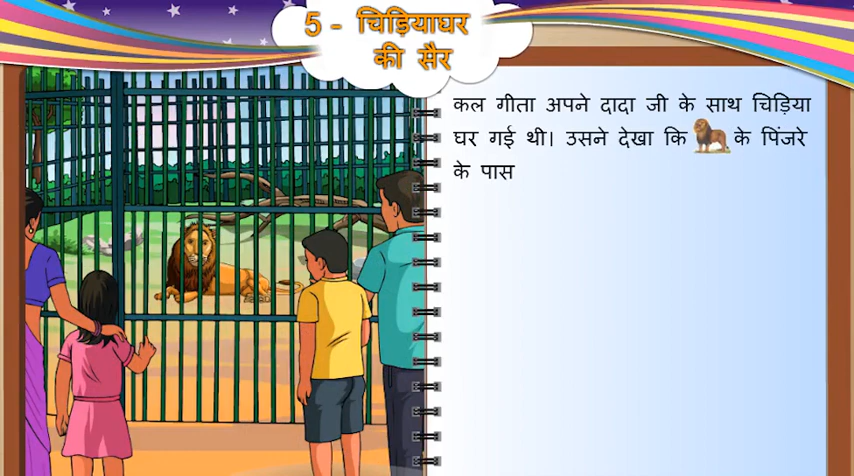 5 - चिड़ियाघर
की सैर
कल गीता अपने दादा जी के साथ चिड़िया
घर गई थी। उसने देखा कि के पिंजरे
के पास